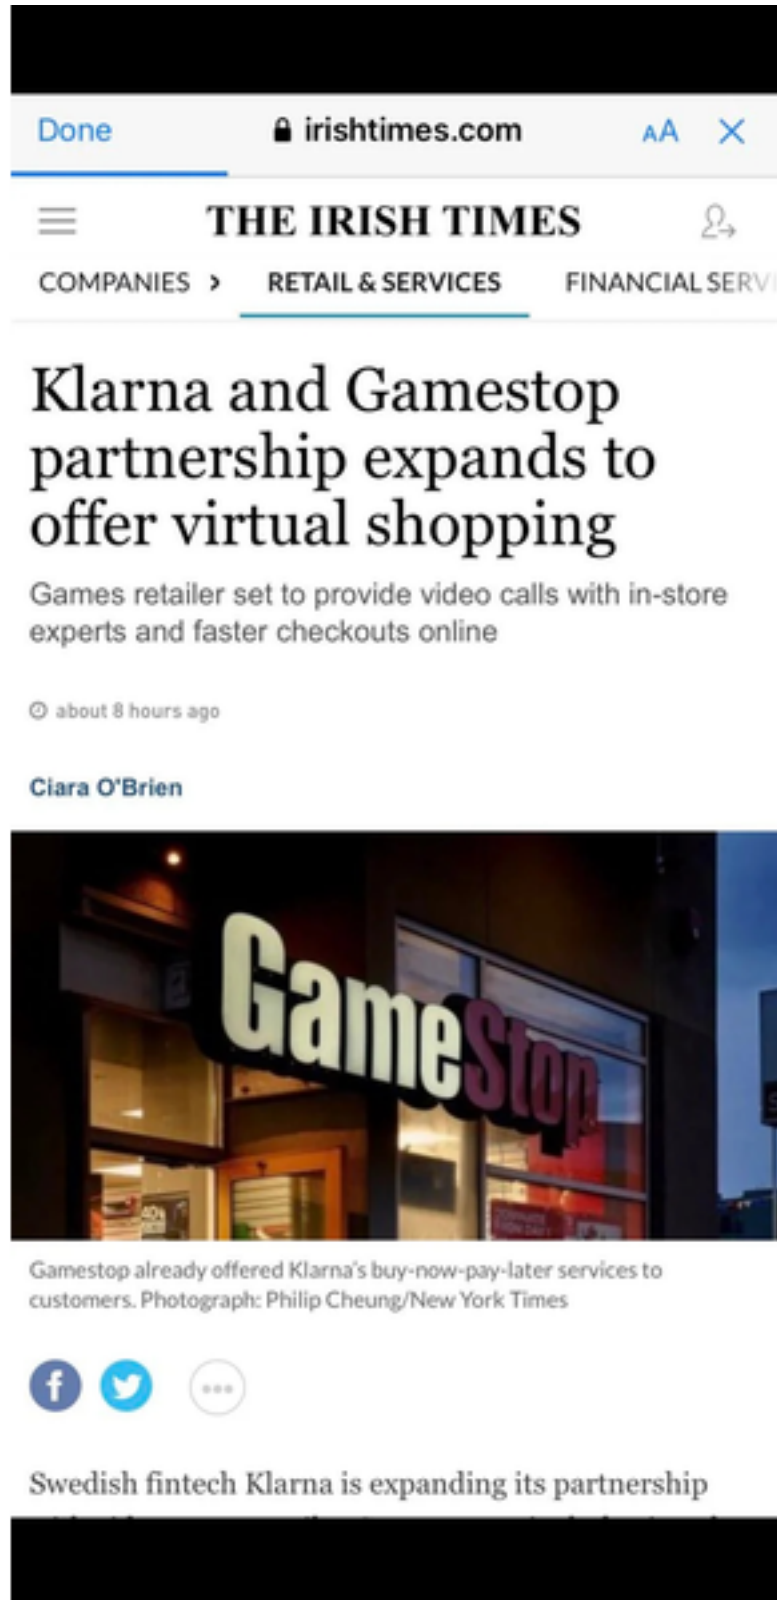 Done irishtimes.com AA
THE IRISH TIMES
COMPANIES > RETAIL & SERVICES FINANCIAL SERVI
Klarna and Gamestop
partnership expands to
offer virtual shopping
Games retailer set to provide video calls with in-store
experts and faster checkouts online
about 8 hours ago
Ciara O'Brien
GameStop
40%
Gamestop already offered Klarna's buy-now-pay-later services to
customers. Photograph: Philip Cheung/New York Times
Swedish fintech Klarna is expanding its partnership